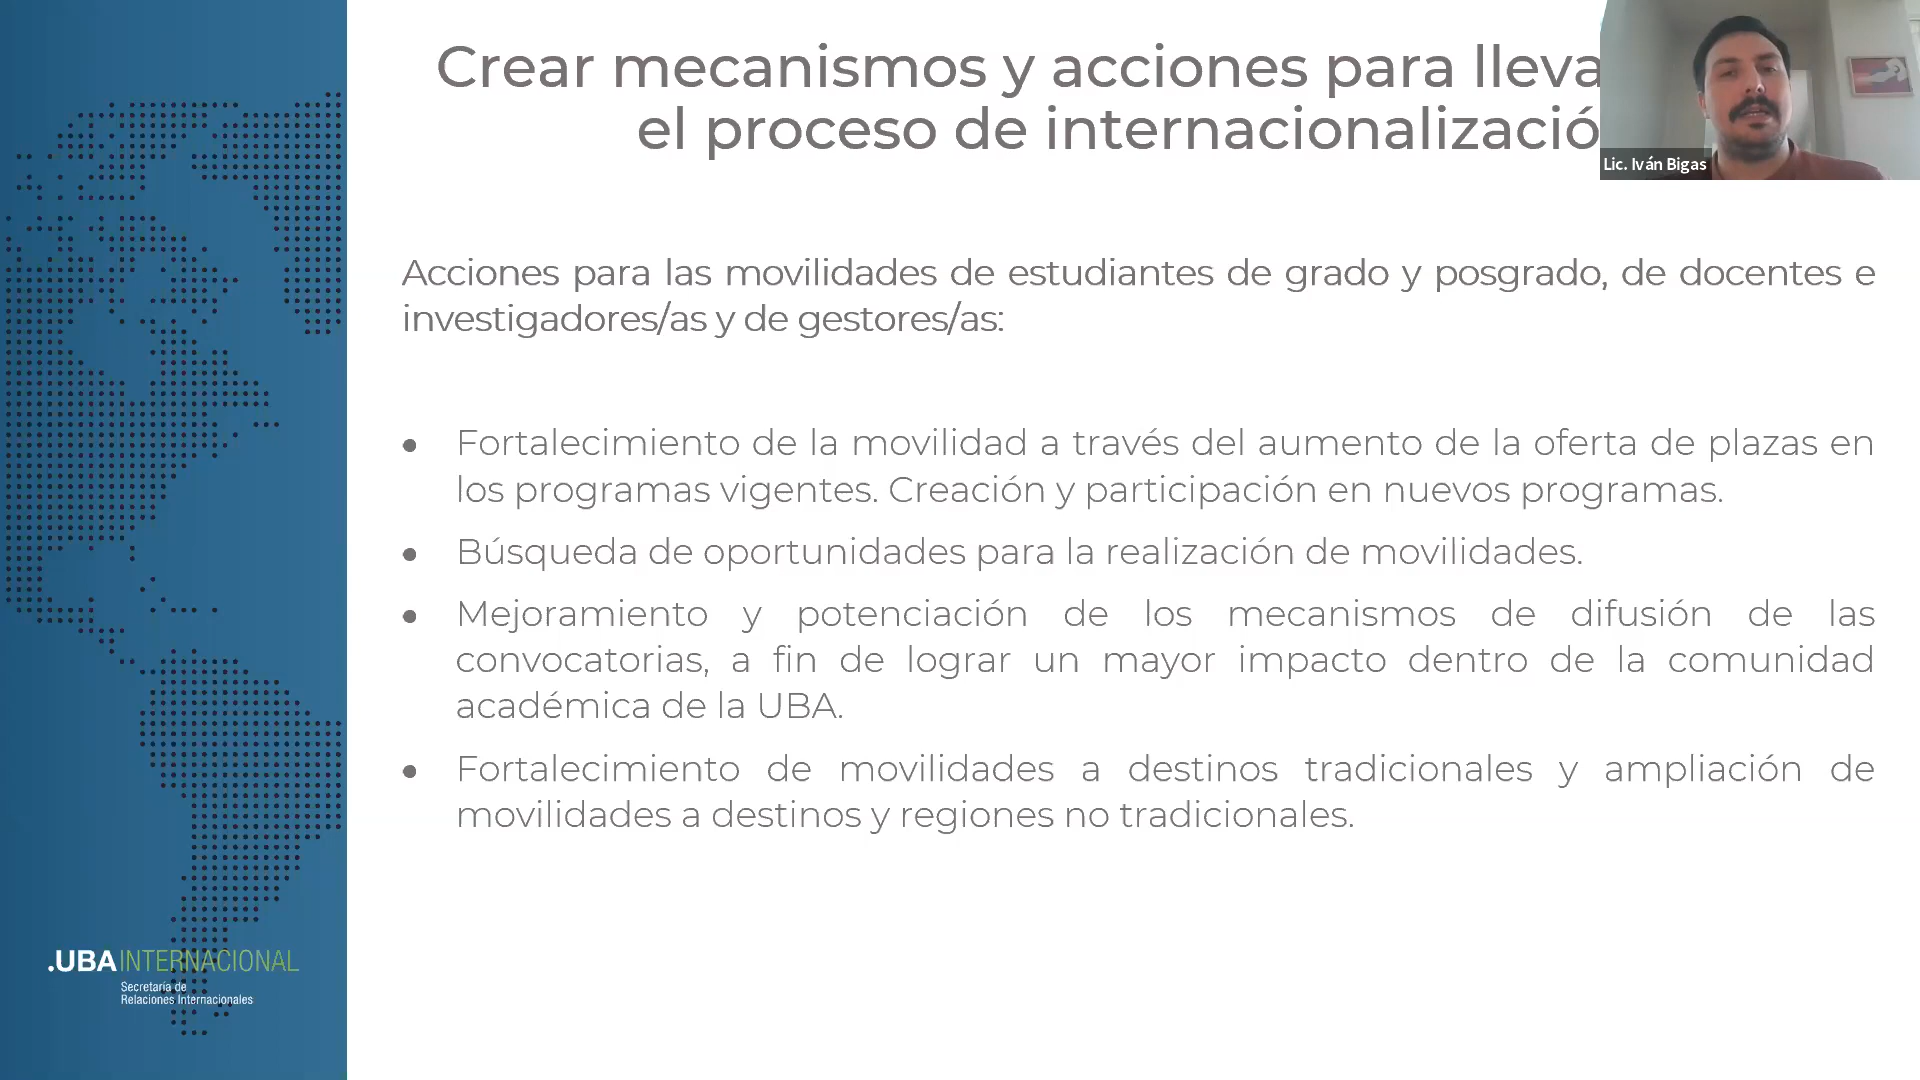 Crear mecanismos y acciones para lleva
el proceso de internacionalizació
Lic. Iván Bigas
Acciones para las movilidades de estudiantes de grado y posgrado, de docentes e
investigadores/as y de gestores/as:
• Fortalecimiento de la movilidad a través del aumento de la oferta de plazas en
los programas vigentes. Creación y participación en nuevos programas.
• Búsqueda de oportunidades para la realización de movilidades.
• Mejoramiento y potenciación de los mecanismos de difusión de las
convocatorias, a fin de lograr un mayor impacto dentro de la comunidad
académica de la UBA.
• Fortalecimiento de movilidades a destinos tradicionales y ampliación de
movilidades a destinos y regiones no tradicionales.
.UBAINTERNACIONAL
Secretaría de
Relaciones Internacionales